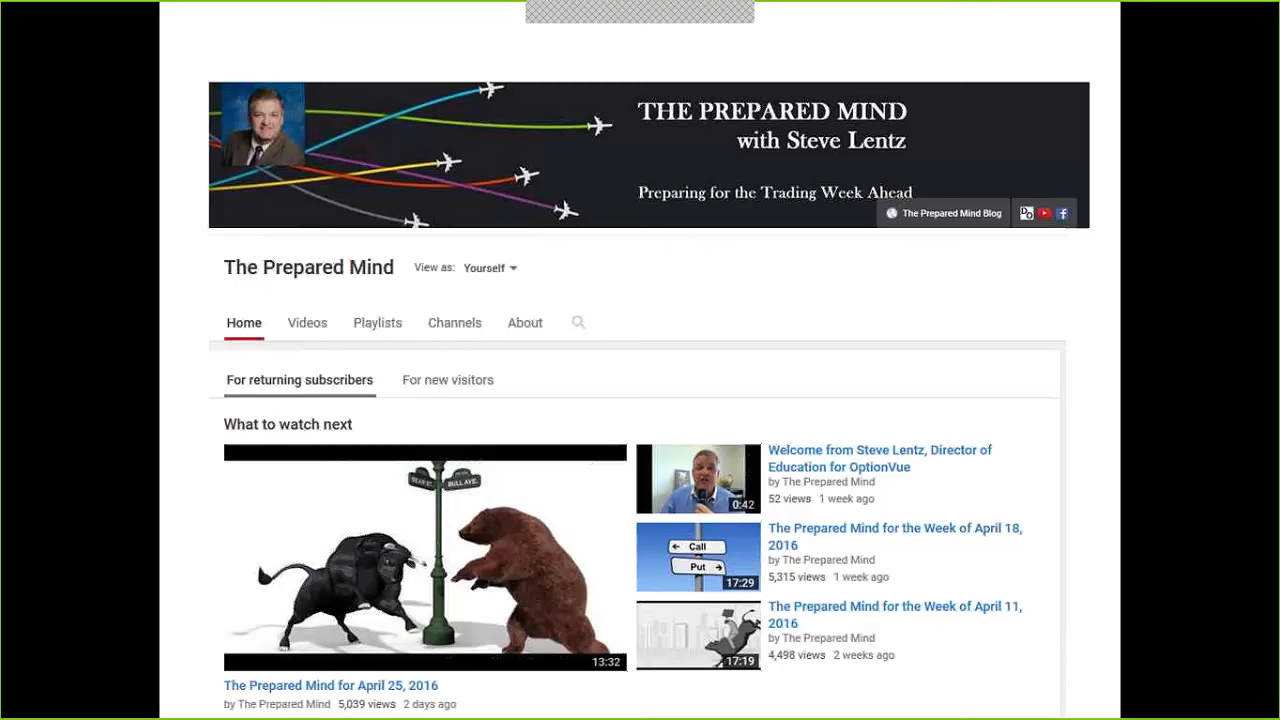 THE PREPARED MIND
with Steve Lentz
Preparing for the Trading Week Ahead
The Prepared Mind Blog
The Prepared Mind
View as: Yourself
Home Videos Playlists Channels About
For returning subscribers For new visitors
What to watch next
BULL AVE.
13:32
The Prepared Mind for April 25, 2016
by The Prepared Mind 5,039 views 2 days ago
0:42
Welcome from Steve Lentz, Director of
Education for OptionVue
by The Prepared Mind
52 views 1 week ago
Call
Put
17:29
The Prepared Mind for the Week of April 18,
2016
by The Prepared Mind
5,315 views 1 week ago
17:19
The Prepared Mind for the Week of April 11,
2016
by The Prepared Mind
4,498 views 2 weeks ago